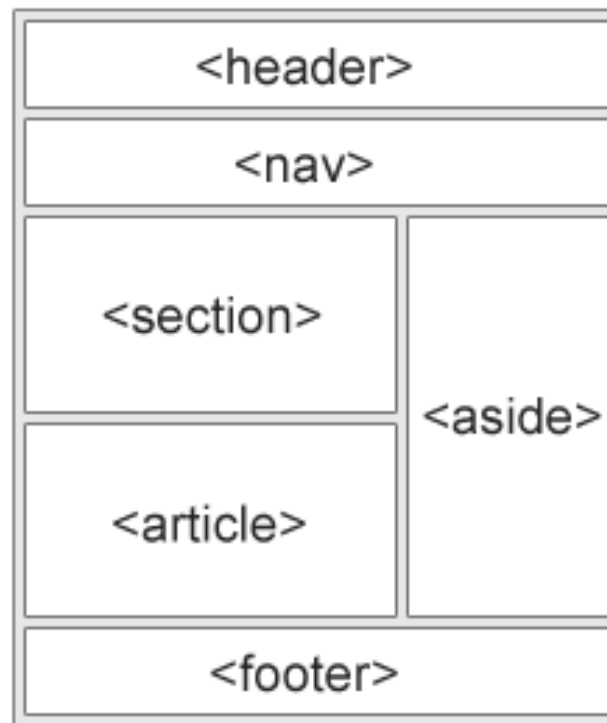 <header>
<nav>
<section>
<aside>
<article>
<footer>